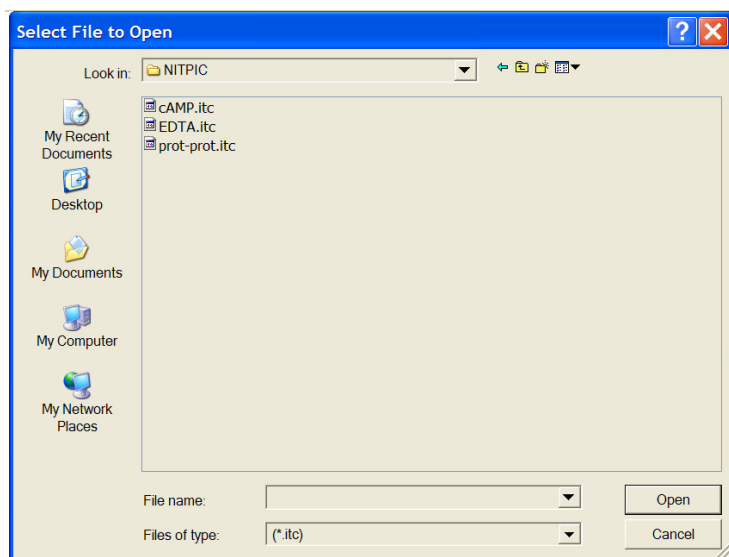 Select File to Open
Look in:
NITPIC
cAMP.itc
EDTA.itc
prot-prot.itc
My Recent
Documents
Desktop
My Documents
My Computer
My Network
Places
File name:
Open
Files of type:
(*.itc)
Cancel